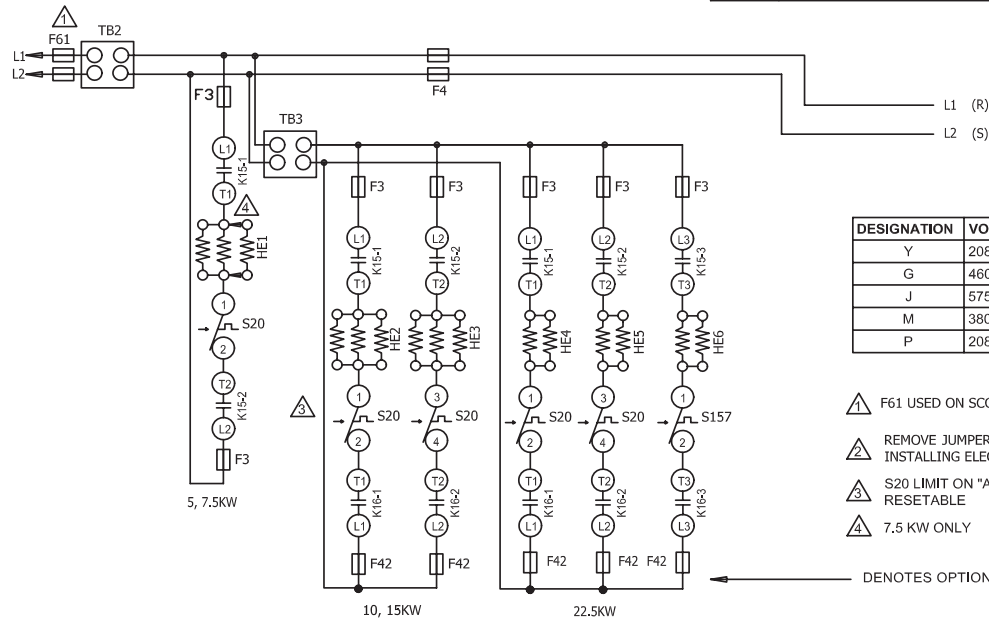 1
F61
TB2
L1
L2
F3
F4
TB3
L1 (R)
L2 (S)
L1
K15-1
T1
4
HE1
1
S20
2
T2
K15-2
L2
F3
5, 7.5KW
F3
F3
F3
F3
F3
L1
K15-1
T1
L2
K15-2
T2
L1
K15-1
T1
L2
K15-2
T2
L3
K15-3
T3
HE2
HE3
HE4
HE5
HE6
3
1
S20
2
3
S20
4
1
S20
2
3
S20
4
1
S157
2
T1
K16-1
L1
T2
K16-2
L2
T1
K16-1
L1
T2
K16-2
L2
T3
K16-3
L3
F42
F42
F42
F42
F42
10, 15KW
22.5KW
DESIGNATION VO
Y 208
G 460
J 575
M 380
P 208
1 F61 USED ON SCC
2 REMOVE JUMPER
INSTALLING ELEC
3 S20 LIMIT ON "A
RESETABLE
4 7.5 KW ONLY
DENOTES OPTION